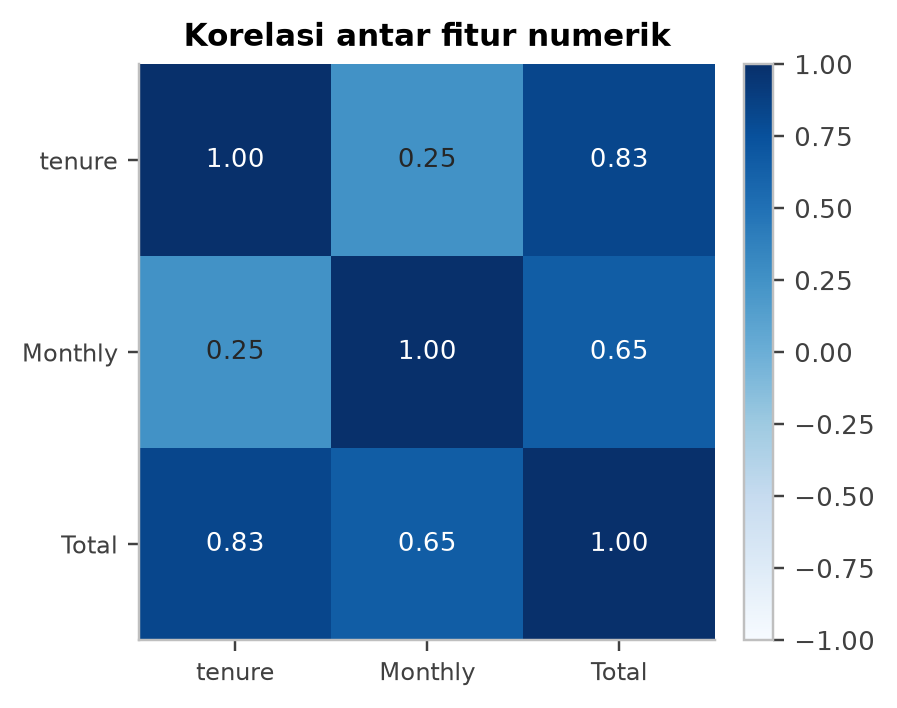 Korelasi antar fitur numerik
tenure 1.00 0.25 0.83
Monthly 0.25 1.00 0.65
Total 0.83 0.65 1.00
tenure Monthly Total
1.00
0.75
0.50
0.25
0.00
−0.25
−0.50
−0.75
−1.00